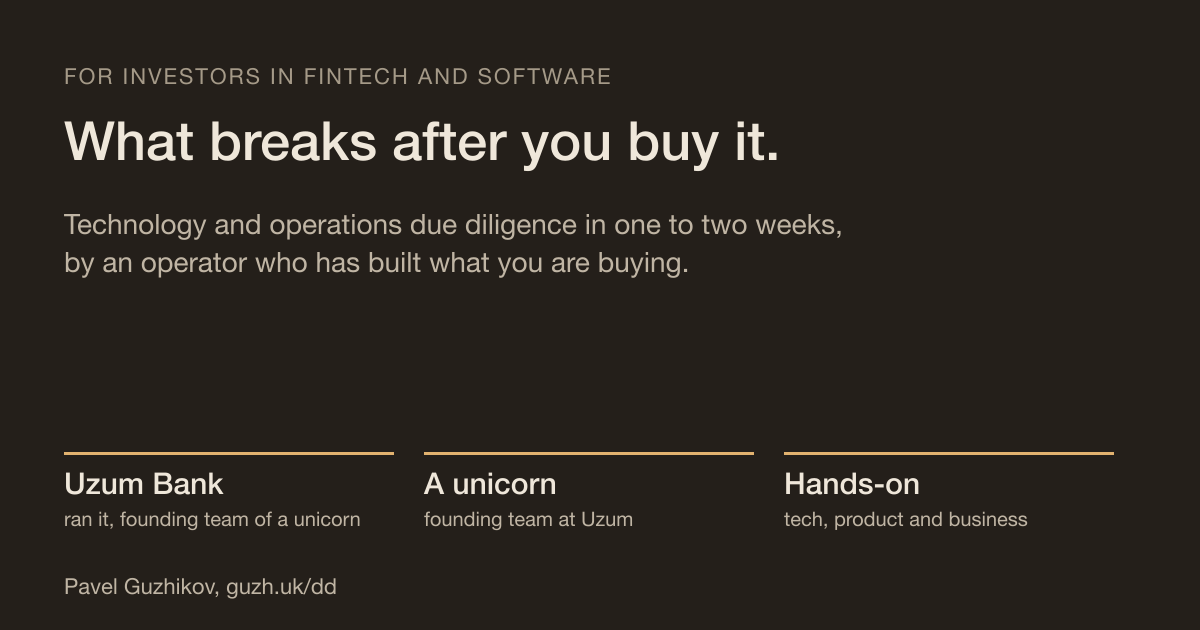 FOR INVESTORS IN FINTECH AND SOFTWARE
What breaks after you buy it.
Technology and operations due diligence in one to two weeks,
by an operator who has built what you are buying.
Uzum Bank
ran it, founding team of a unicorn
A unicorn
founding team at Uzum
Hands-on
tech, product and business
Pavel Guzhikov, guzh.uk/dd